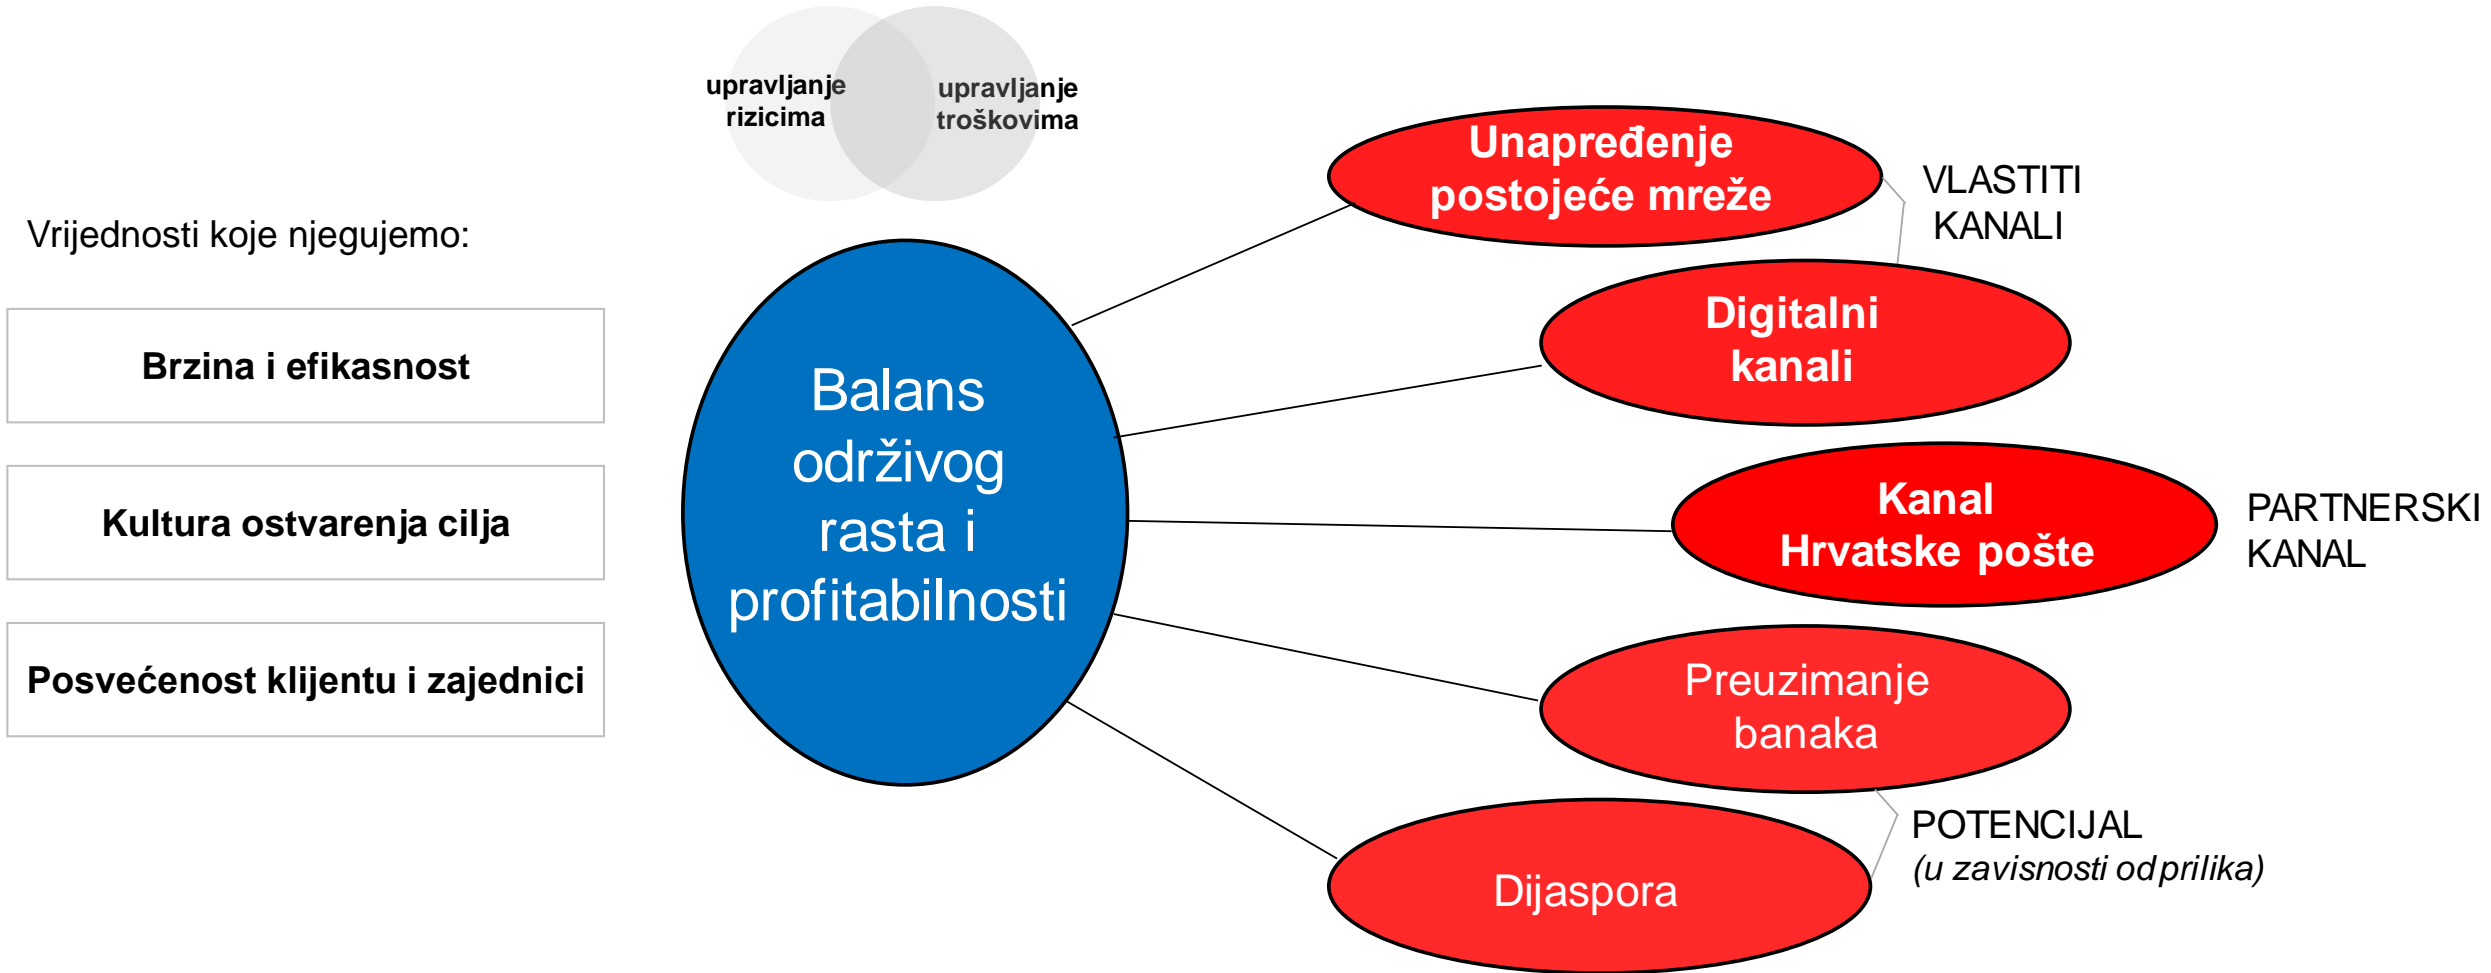 upravljanje
rizicima
upravljanje
troškovima
Vrijednosti koje njegujemo:
Brzina i efikasnost
Kultura ostvarenja cilja
Posvećenost klijentu i zajednici
Balans
održivog
rasta i
profitabilnosti
Unapređenje
postojeće mreže
VLASTITI
KANALI
Digitalni
kanali
Kanal
Hrvatske pošte
PARTNERSKI
KANAL
Preuzimanje
banaka
Dijaspora
POTENCIJAL
(u zavisnosti od prilika)